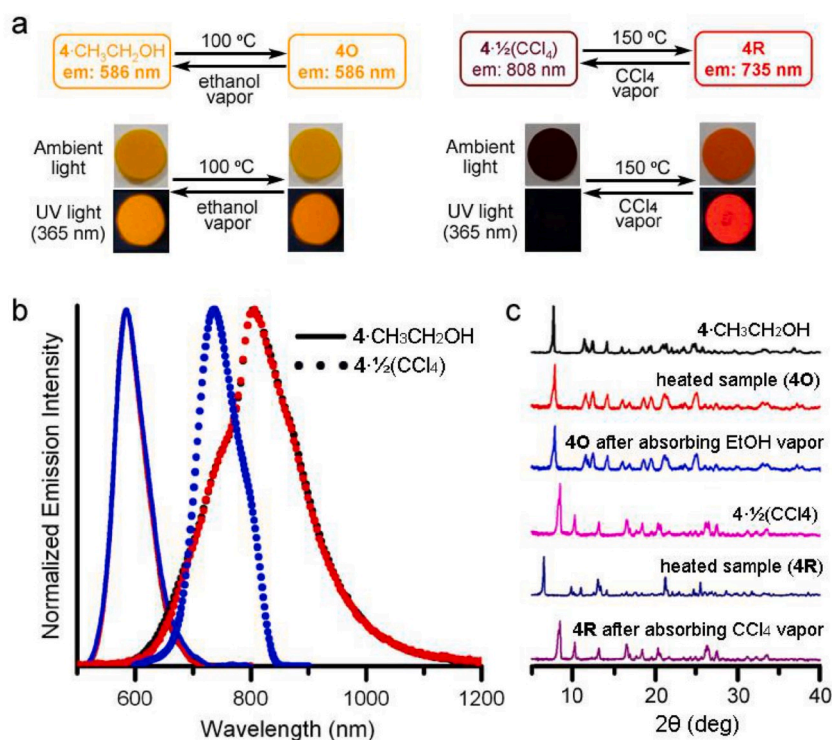 a
4·CH₃CH₂OH
em: 586 nm
100 ºC
ethanol
vapor
4O
em: 586 nm
4·½(CCl₄)
em: 808 nm
150 ºC
CCl₄
vapor
4R
em: 735 nm
Ambient
light
UV light
(365 nm)
100 ºC
ethanol
vapor
Ambient
light
UV light
(365 nm)
150 ºC
CCl₄
vapor
b
Normalized Emission Intensity
4·CH₃CH₂OH
4·½(CCl₄)
600 800 1000 1200
Wavelength (nm)
c
4·CH₃CH₂OH
heated sample (4O)
4O after absorbing EtOH vapor
4·½(CCl4)
heated sample (4R)
4R after absorbing CCl₄ vapor
10 20 30 40
2θ (deg)